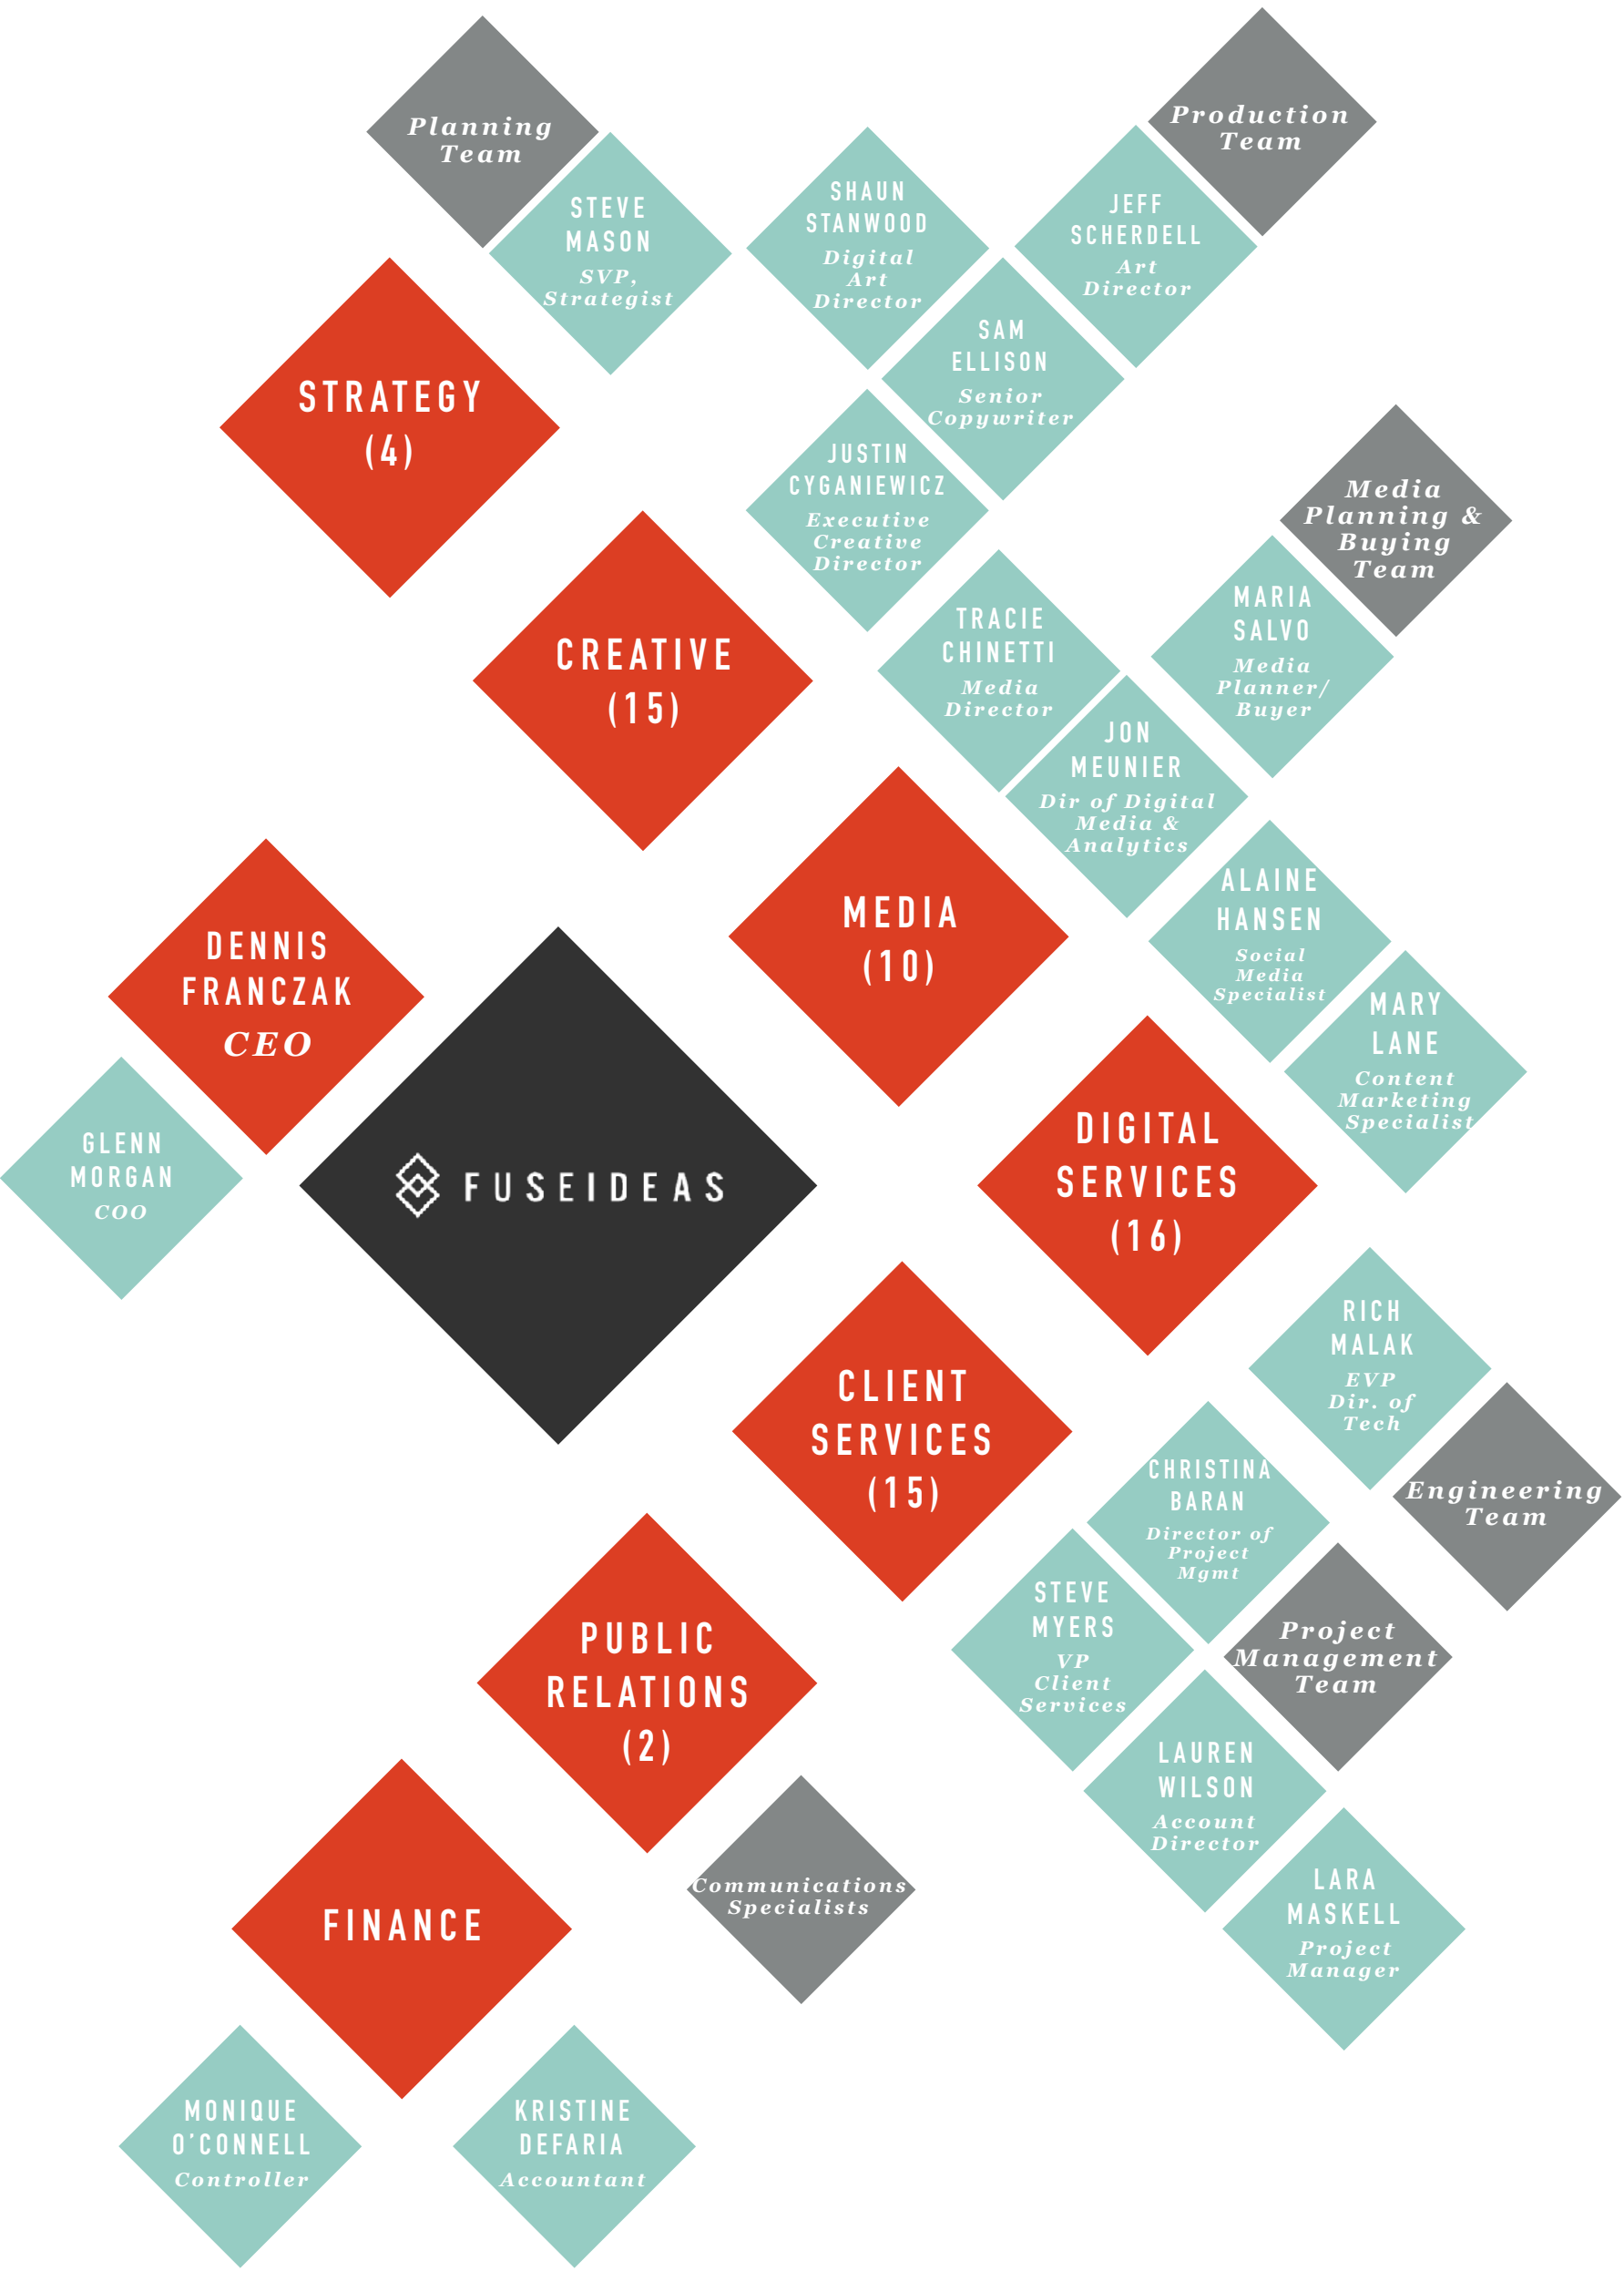 Planning
Team
STEVE
MASON
SVP,
Strategist
STRATEGY
(4)
Production
Team
JEFF
SCHERDELL
Art
Director
SHAUN
STANWOOD
Digital
Art
Director
SAM
ELLISON
Senior
Copywriter
JUSTIN
CYGANIEWICZ
Executive
Creative
Director
CREATIVE
(15)
Media
Planning &
Buying
Team
MARIA
SALVO
Media
Planner/
Buyer
TRACIE
CHINETTI
Media
Director
JON
MEUNIER
Dir of Digital
Media &
Analytics
MEDIA
(10)
ALAINE
HANSEN
Social
Media
Specialist
MARY
LANE
Content
Marketing
Specialist
DIGITAL
SERVICES
(16)
DENNIS
FRANCZAK
CEO
GLENN
MORGAN
COO
FUSEIDEAS
RICH
MALAK
EVP
Dir. of
Tech
Engineering
Team
CLIENT
SERVICES
(15)
CHRISTINA
BARAN
Director of
Project
Mgmt
STEVE
MYERS
VP
Client
Services
Project
Management
Team
LAUREN
WILSON
Account
Director
LARA
MASKELL
Project
Manager
PUBLIC
RELATIONS
(2)
Communications
Specialists
FINANCE
MONIQUE
O'CONNELL
Controller
KRISTINE
DEFARIA
Accountant